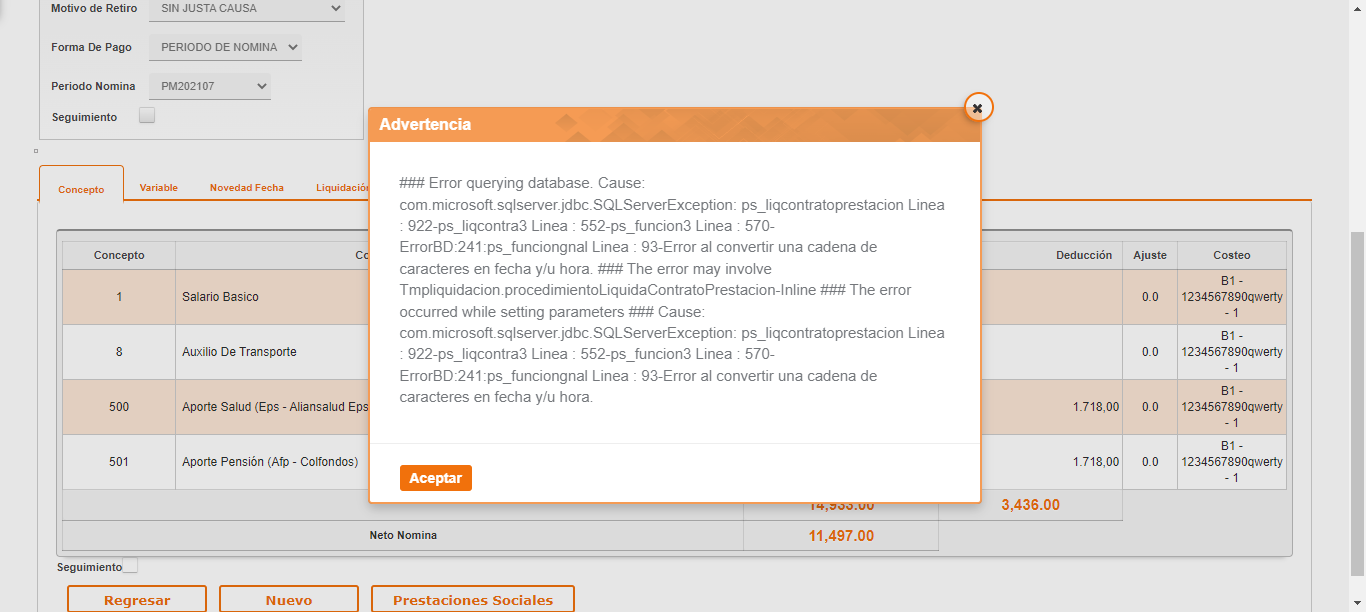 Motivo de Retiro SIN JUSTA CAUSA
Forma De Pago PERIODO DE NOMINA
Periodo Nomina PM202107
Seguimiento
Advertencia
### Error querying database. Cause:
com.microsoft.sqlserver.jdbc.SQLServerException: ps_liqcontratoprestacion Linea
: 922-ps_liqcontra3 Linea : 552-ps_funcion3 Linea : 570-
ErrorBD:241:ps_funciongnal Linea : 93-Error al convertir una cadena de
caracteres en fecha y/u hora. ### The error may involve
Tmpliquidacion.procedimientoLiquidaContratoPrestacion-Inline ### The error
occurred while setting parameters ### Cause:
com.microsoft.sqlserver.jdbc.SQLServerException: ps_liqcontratoprestacion Linea
: 922-ps_liqcontra3 Linea : 552-ps_funcion3 Linea : 570-
ErrorBD:241:ps_funciongnal Linea : 93-Error al convertir una cadena de
caracteres en fecha y/u hora.
Aceptar
Concepto Variable Novedad Fecha Liquidación
Concepto Co Deducción Ajuste Costeo
1 Salario Basico 0.0 B1 -
1234567890qwerty
- 1
8 Auxilio De Transporte 0.0 B1 -
1234567890qwerty
- 1
500 Aporte Salud (Eps - Aliansalud Eps 1.718,00 0.0 B1 -
1234567890qwerty
- 1
501 Aporte Pensión (Afp - Colfondos) 1.718,00 0.0 B1 -
1234567890qwerty
- 1
14,933.00 3,436.00
Neto Nomina 11,497.00
Seguimiento
Regresar Nuevo Prestaciones Sociales